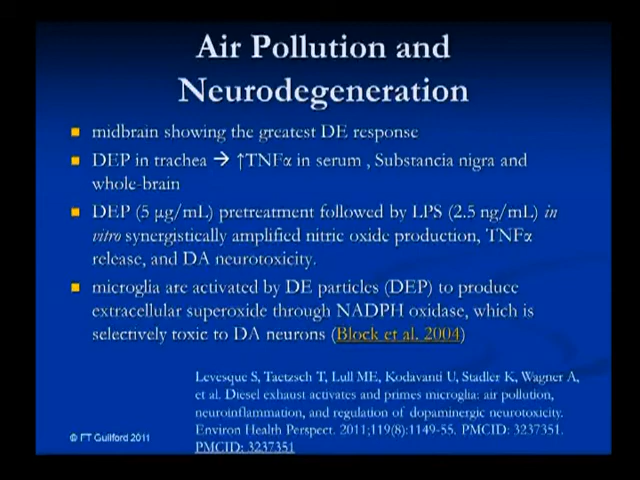 Air Pollution and
Neurodegeneration
midbrain showing the greatest DE response
DEP in trachea → ↑TNFα in serum , Substancia nigra and
whole-brain
DEP (5 μg/mL) pretreatment followed by LPS (2.5 ng/mL) in
vitro synergistically amplified nitric oxide production, TNFα
release, and DA neurotoxicity.
microglia are activated by DE particles (DEP) to produce
extracellular superoxide through NADPH oxidase, which is
selectively toxic to DA neurons (Block et al. 2004)
Levesque S, Taetzsch T, Lull ME, Kodavanti U, Stadler K, Wagner A,
et al. Diesel exhaust activates and primes microglia: air pollution,
neuroinflammation, and regulation of dopaminergic neurotoxicity.
Environ Health Perspect. 2011;119(8):1149-55. PMCID: 3237351.
PMCID: 3237351
© FT Guilford 2011